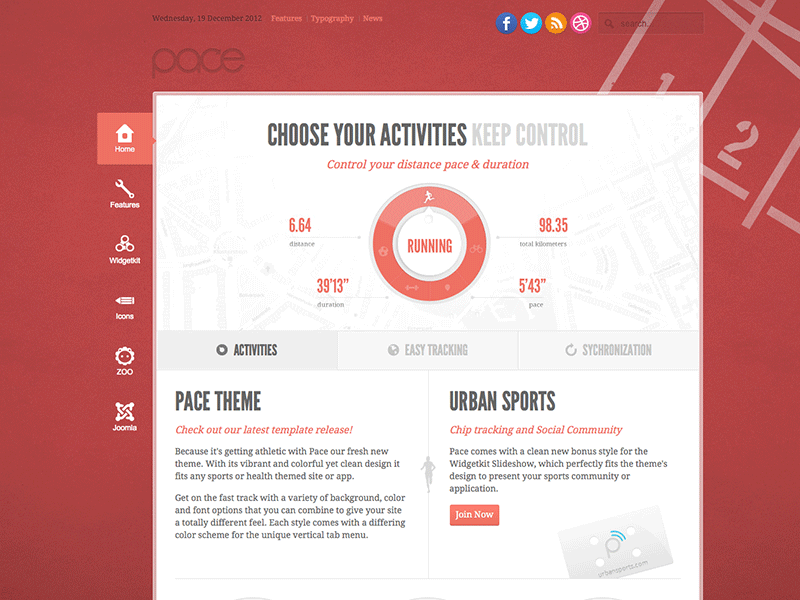 Wednesday, 19 December 2012 Features Typography News
search...
pace
1
2
Home
Features
Widgetkit
Icons
ZOO
Joomla
CHOOSE YOUR ACTIVITIES KEEP CONTROL
Control your distance pace & duration
6.64
distance
98.35
total kilometers
RUNNING
39'13"
duration
5'43"
pace
ACTIVITIES
EASY TRACKING
SYCHRONIZATION
PACE THEME
Check out our latest template release!
Because it's getting athletic with Pace our fresh new
theme. With its vibrant and colorful yet clean design it
fits any sports or health themed site or app.
Get on the fast track with a variety of background, color
and font options that you can combine to give your site
a totally different feel. Each style comes with a differing
color scheme for the unique vertical tab menu.
URBAN SPORTS
Chip tracking and Social Community
Pace comes with a clean new bonus style for the
Widgetkit Slideshow, which perfectly fits the theme's
design to present your sports community or
application.
Join Now
urbansports.com